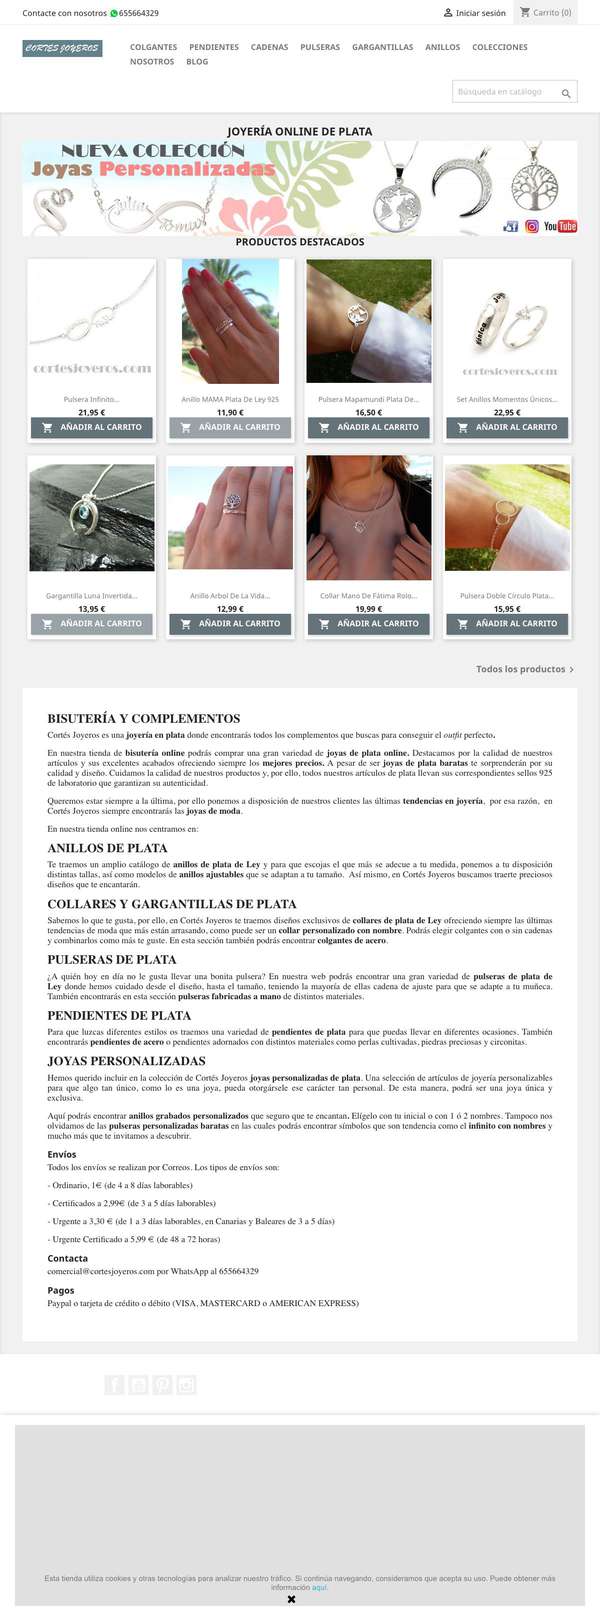 Contacte con nosotros 655664329
Iniciar sesión
Carrito (0)
CORTES JOYEROS
COLGANTES PENDIENTES CADENAS PULSERAS GARGANTILLAS ANILLOS COLECCIONES
NOSOTROS BLOG
Búsqueda en catálogo
JOYERÍA ONLINE DE PLATA
NUEVA COLECCIÓN
Joyas Personalizadas
YouTube
PRODUCTOS DESTACADOS
cortesjoyeros.com
cortesjoyeros.com
Pulsera Infinito...
Anillo MAMA Plata De Ley 925
Pulsera Mapamundi Plata De...
Set Anillos Momentos Únicos...
21,95 €
11,90 €
16,50 €
22,95 €
AÑADIR AL CARRITO
AÑADIR AL CARRITO
AÑADIR AL CARRITO
AÑADIR AL CARRITO
Gargantilla Luna Invertida...
Anillo Arbol De La Vida...
Collar Mano De Fátima Rolo...
Pulsera Doble Círculo Plata...
13,95 €
12,99 €
19,99 €
15,95 €
AÑADIR AL CARRITO
AÑADIR AL CARRITO
AÑADIR AL CARRITO
AÑADIR AL CARRITO
Todos los productos
BISUTERÍA Y COMPLEMENTOS
Cortés Joyeros es una joyería en plata donde encontrarás todos los complementos que buscas para conseguir el outfit perfecto.
En nuestra tienda de bisutería online podrás comprar una gran variedad de joyas de plata online. Destacamos por la calidad de nuestros
artículos y sus excelentes acabados ofreciendo siempre los mejores precios. A pesar de ser joyas de plata baratas te sorprenderán por su
calidad y diseño. Cuidamos la calidad de nuestros productos y, por ello, todos nuestros artículos de plata llevan sus correspondientes sellos 925
de laboratorio que garantizan su autenticidad.
Queremos estar siempre a la última, por ello ponemos a disposición de nuestros clientes las últimas tendencias en joyería, por esa razón, en
Cortés Joyeros siempre encontrarás las joyas de moda.
En nuestra tienda online nos centramos en:
ANILLOS DE PLATA
Te traemos un amplio catálogo de anillos de plata de Ley y para que escojas el que más se adecue a tu medida, ponemos a tu disposición
distintas tallas, así como modelos de anillos ajustables que se adaptan a tu tamaño. Así mismo, en Cortés Joyeros buscamos traerte preciosos
diseños que te encantarán.
COLLARES Y GARGANTILLAS DE PLATA
Sabemos lo que te gusta, por ello, en Cortés Joyeros te traemos diseños exclusivos de collares de plata de Ley ofreciendo siempre las últimas
tendencias de moda que más están arrasando, como puede ser un collar personalizado con nombre. Podrás elegir colgantes con o sin cadenas
y combinarlos como más te guste. En esta sección también podrás encontrar colgantes de acero.
PULSERAS DE PLATA
¿A quién hoy en día no le gusta llevar una bonita pulsera? En nuestra web podrás encontrar una gran variedad de pulseras de plata de
Ley donde hemos cuidado desde el diseño, hasta el tamaño, teniendo la mayoría de ellas cadena de ajuste para que se adapte a tu muñeca.
También encontrarás en esta sección pulseras fabricadas a mano de distintos materiales.
PENDIENTES DE PLATA
Para que luzcas diferentes estilos os traemos una variedad de pendientes de plata para que puedas llevar en diferentes ocasiones. También
encontrarás pendientes de acero o pendientes adornados con distintos materiales como perlas cultivadas, piedras preciosas y circonitas.
JOYAS PERSONALIZADAS
Hemos querido incluir en la colección de Cortés Joyeros joyas personalizadas de plata. Una selección de artículos de joyería personalizables
para que algo tan único, como lo es una joya, pueda otorgársele ese carácter tan personal. De esta manera, podrá ser una joya única y
exclusiva.
Aquí podrás encontrar anillos grabados personalizados que seguro que te encantan. Elígelo con tu inicial o con 1 ó 2 nombres. Tampoco nos
olvidamos de las pulseras personalizadas baratas en las cuales podrás encontrar símbolos que son tendencia como el infinito con nombres y
mucho más que te invitamos a descubrir.
Envíos
Todos los envíos se realizan por Correos. Los tipos de envíos son:
- Ordinario, 1€ (de 4 a 8 días laborables)
- Certificados a 2,99€ (de 3 a 5 días laborables)
- Urgente a 3,30 € (de 1 a 3 días laborables, en Canarias y Baleares de 3 a 5 días)
- Urgente Certificado a 5,99 € (de 48 a 72 horas)
Contacta
comercial@cortesjoyeros.com por WhatsApp al 655664329
Pagos
Paypal o tarjeta de crédito o débito (VISA, MASTERCARD o AMERICAN EXPRESS)
Esta tienda utiliza cookies y otras tecnologías para analizar nuestro tráfico. Si continúa navegando, consideramos que acepta su uso. Puede obtener más
información aquí.